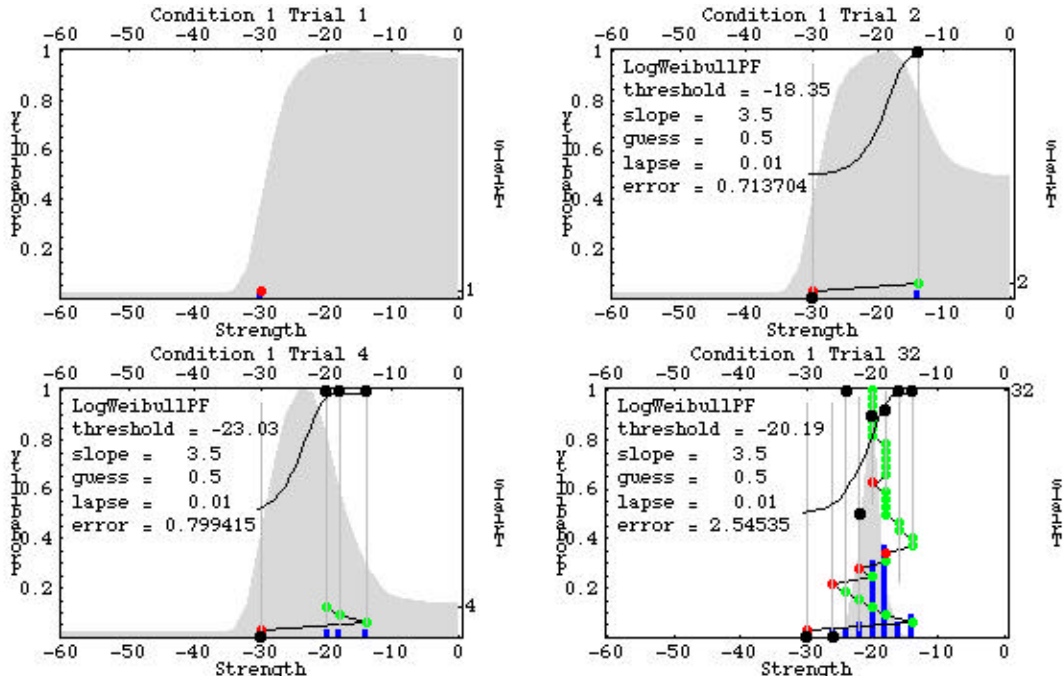 Condition 1 Trial 1
-60 -50 -40 -30 -20 -10 0
1
0.8
0.6
0.4
0.2
Probability
Trials
1
-60 -50 -40 -30 -20 -10 0
Strength
Condition 1 Trial 2
-60 -50 -40 -30 -20 -10 0
1
0.8
0.6
0.4
0.2
Probability
LogWeibullPF
threshold = -18.35
slope = 3.5
guess = 0.5
lapse = 0.01
error = 0.713704
Trials
2
-60 -50 -40 -30 -20 -10 0
Strength
Condition 1 Trial 4
-60 -50 -40 -30 -20 -10 0
1
0.8
0.6
0.4
0.2
Probability
LogWeibullPF
threshold = -23.03
slope = 3.5
guess = 0.5
lapse = 0.01
error = 0.799415
Trials
4
-60 -50 -40 -30 -20 -10 0
Strength
Condition 1 Trial 32
-60 -50 -40 -30 -20 -10 0
1
0.8
0.6
0.4
0.2
Probability
LogWeibullPF
threshold = -20.19
slope = 3.5
guess = 0.5
lapse = 0.01
error = 2.54535
32
Trials
-60 -50 -40 -30 -20 -10 0
Strength